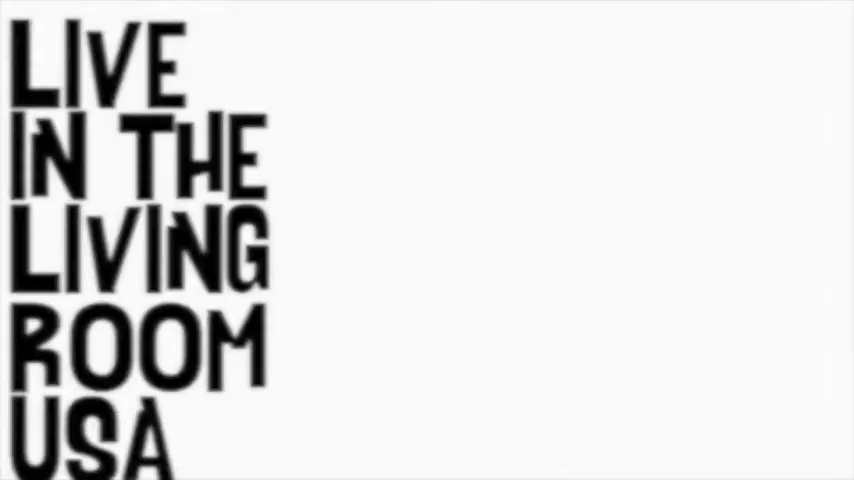 LIVE
IN THE
LIVING
ROOM
USA